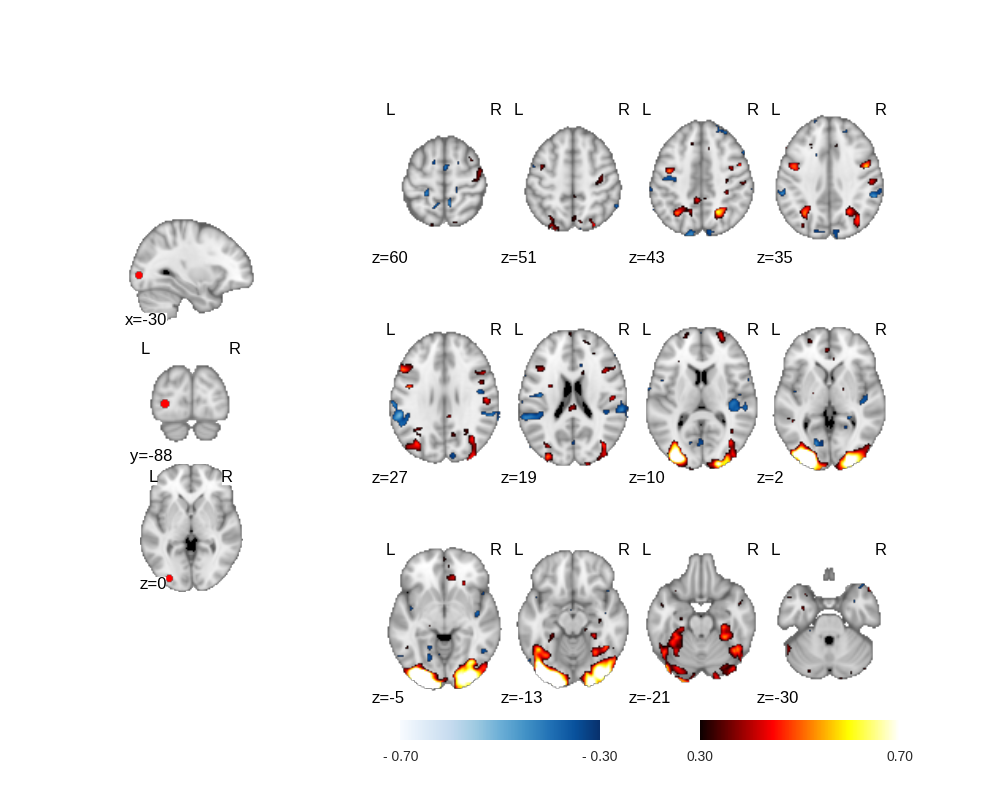 L R L R L R L R
z=60 z=51 z=43 z=35
x=-30
L R
y=-88
L R
z=0
L R L R L R L R
z=27 z=19 z=10 z=2
L R L R L R L R
z=-5 z=-13 z=-21 z=-30
- 0.70 - 0.30 0.30 0.70